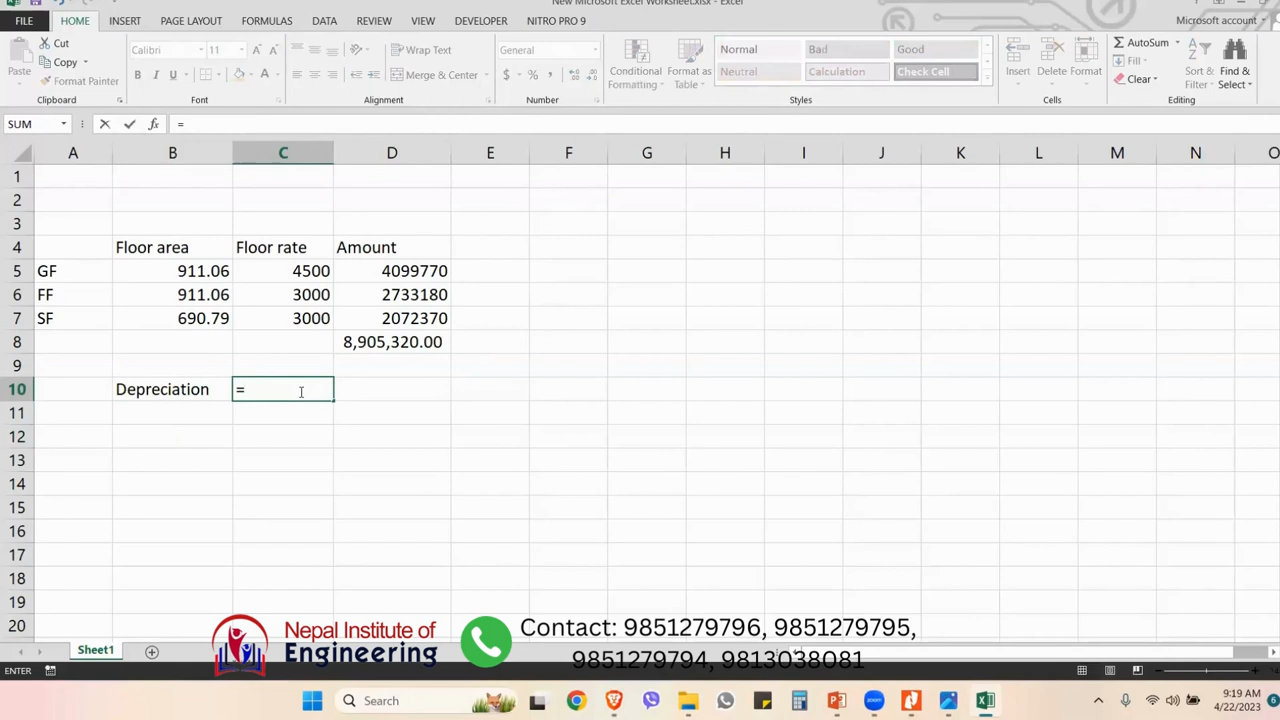 New Microsoft Excel Worksheet.xlsx - Excel
FILE HOME INSERT PAGE LAYOUT FORMULAS DATA REVIEW VIEW DEVELOPER NITRO PRO 9 Microsoft account
Cut Calibri 11 Wrap Text General Normal Bad Good AutoSum
Copy Fill
Paste Conditional Format as Insert Delete Format Sort & Find &
Format Painter Merge & Center Formatting Table Neutral Calculation Check Cell Clear Filter Select
Clipboard Font Alignment Number Styles Cells Editing
SUM =
A B C D E F G H I J K L M N O
1
2
3
4 Floor area Floor rate Amount
5 GF 911.06 4500 4099770
6 FF 911.06 3000 2733180
7 SF 690.79 3000 2072370
8 8,905,320.00
9
10 Depreciation =
11
12
13
14
15
16
17
18
19
20
Nepal Institute of
Engineering
Contact: 9851279796, 9851279795,
9851279794, 9813038081
Sheet1
ENTER
Search
9:19 AM
4/22/2023